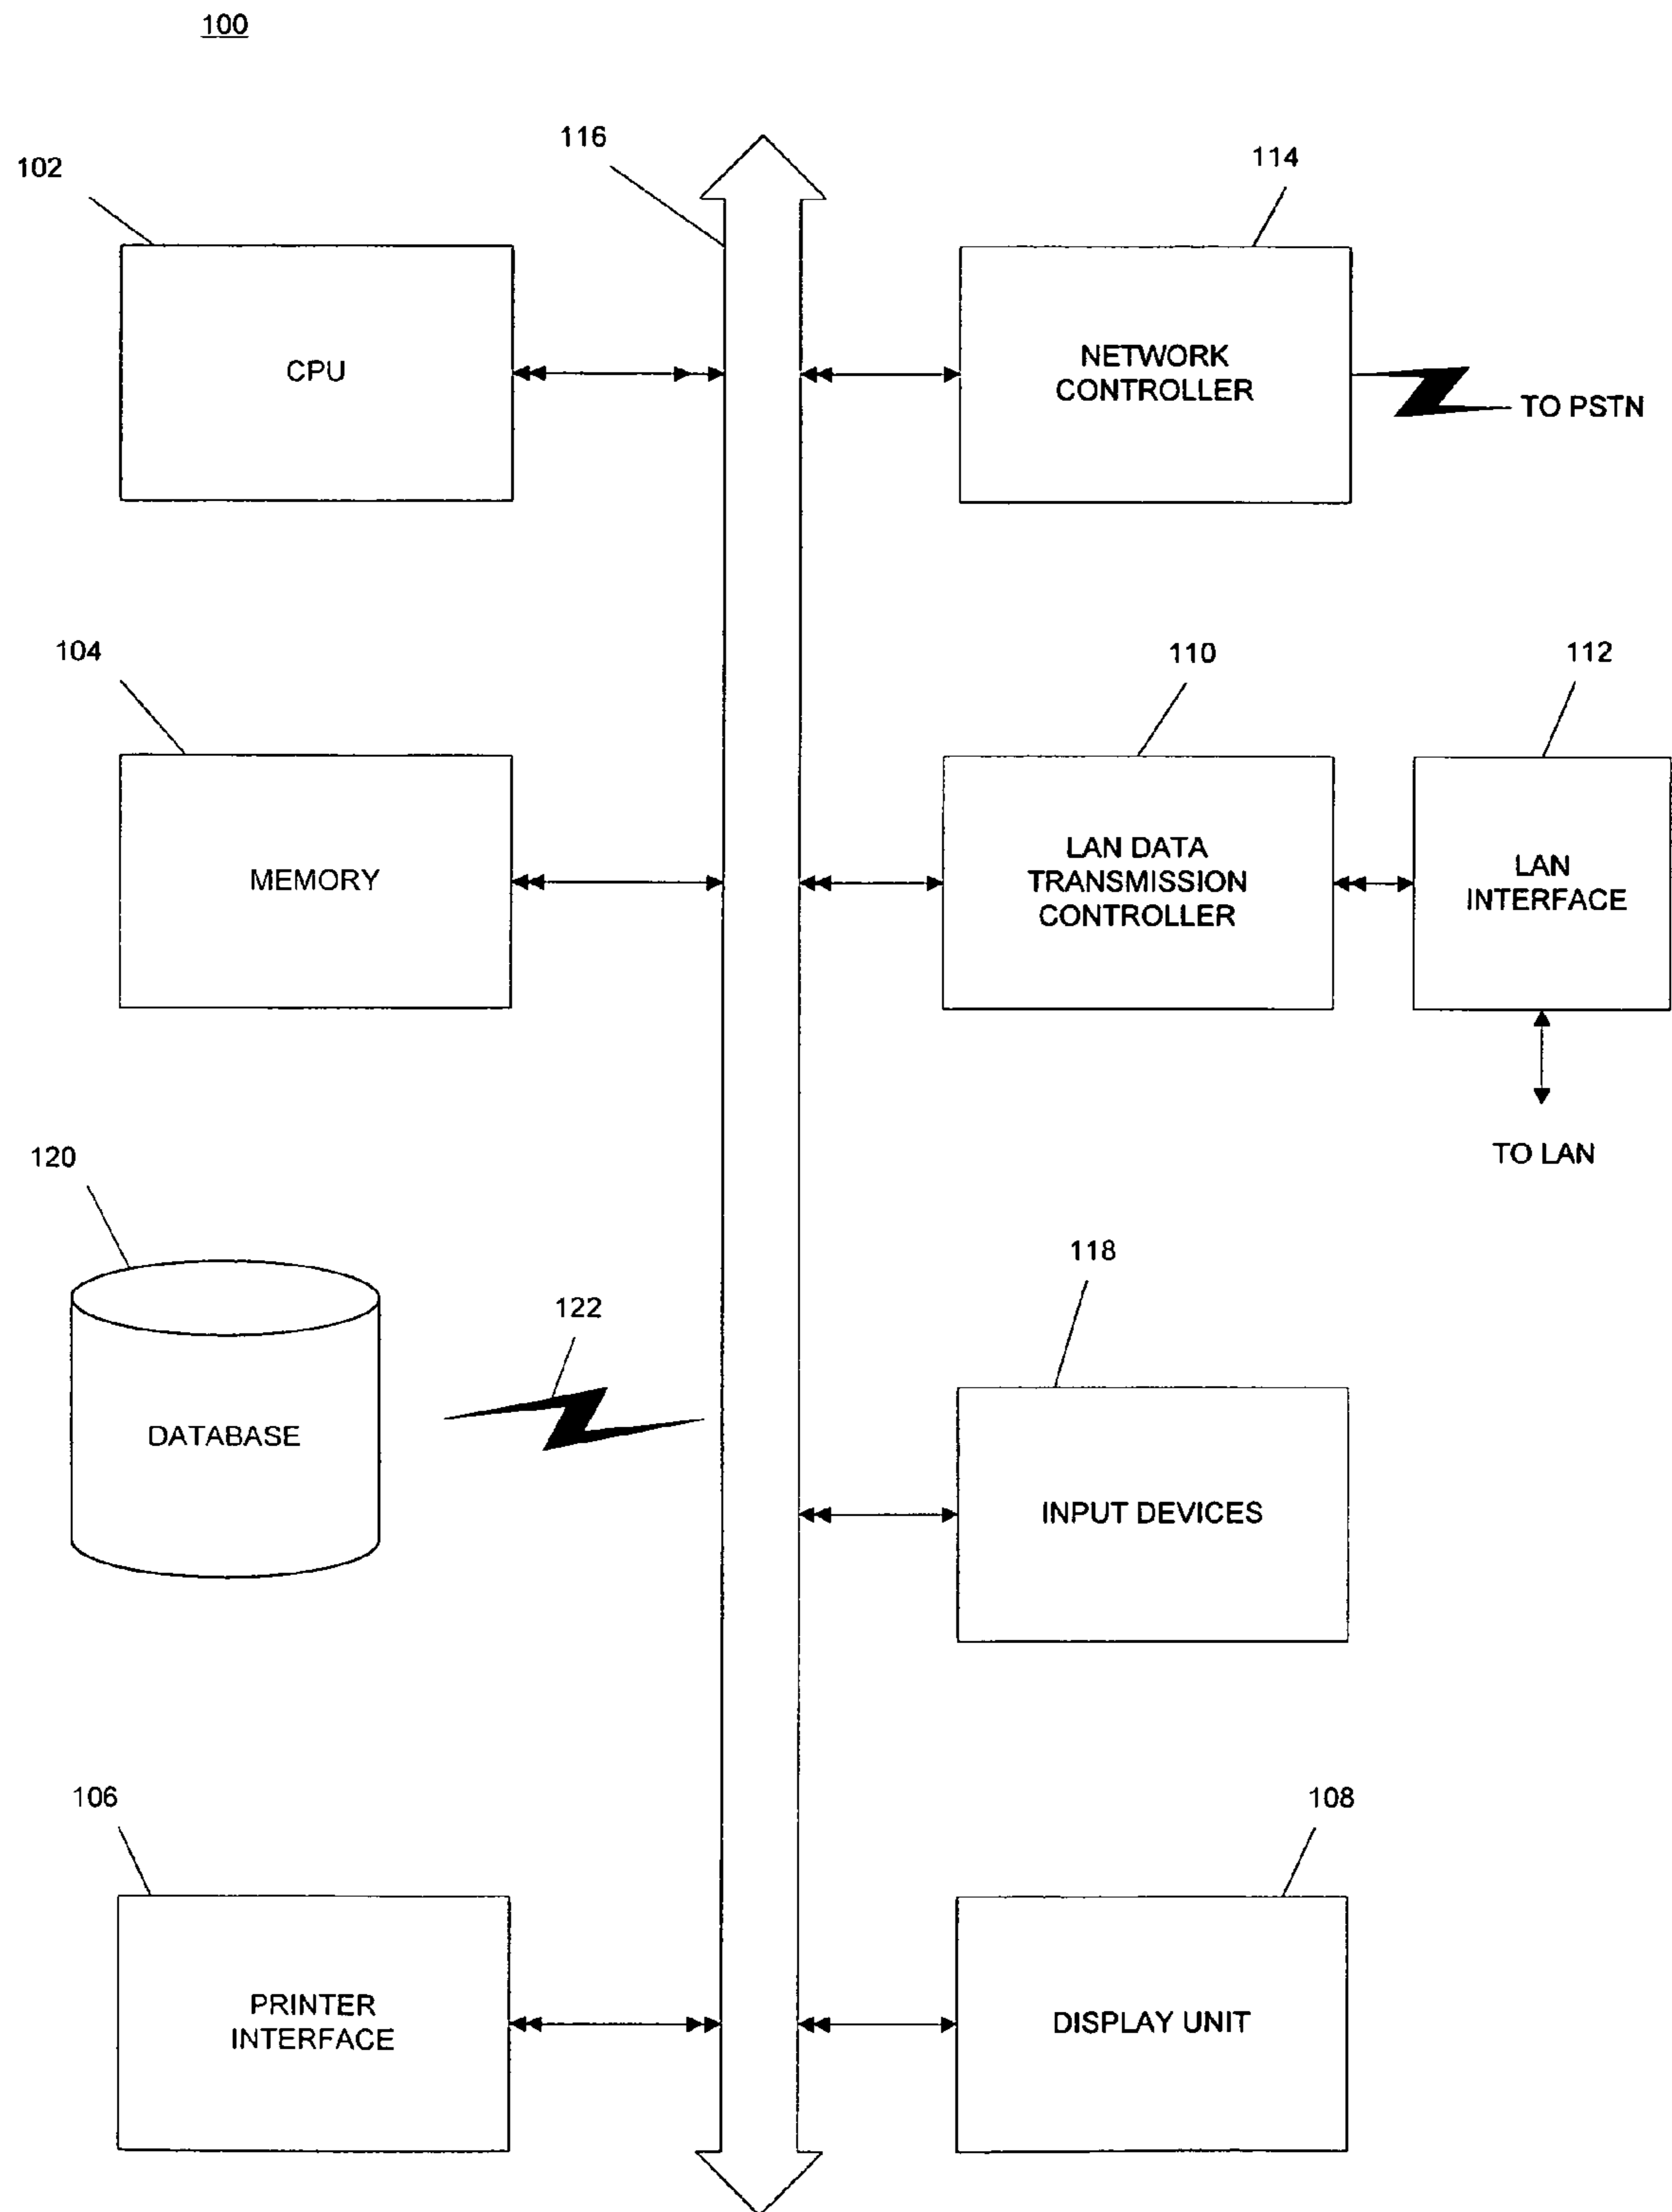 100
116
114
102
CPU
NETWORK
CONTROLLER
TO PSTN
104
110
112
MEMORY
LAN DATA
TRANSMISSION
CONTROLLER
LAN
INTERFACE
TO LAN
120
122
118
DATABASE
INPUT DEVICES
106
108
PRINTER
INTERFACE
DISPLAY UNIT